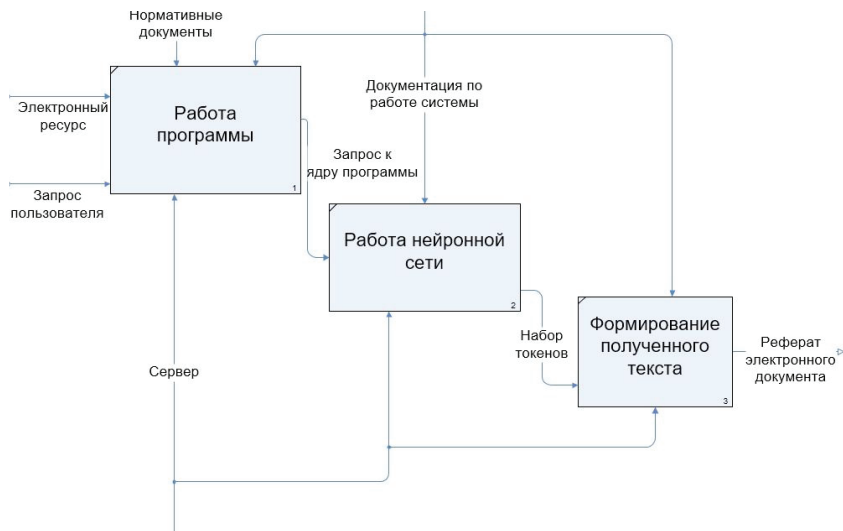 Нормативные
документы
Электронный
ресурс
Работа
программы
1
Документация по
работе системы
Запрос
пользователя
Запрос к
ядру программы
Работа нейронной
сети
2
Набор
токенов
Формирование
полученного
текста
3
Реферат
электронного
документа
Сервер